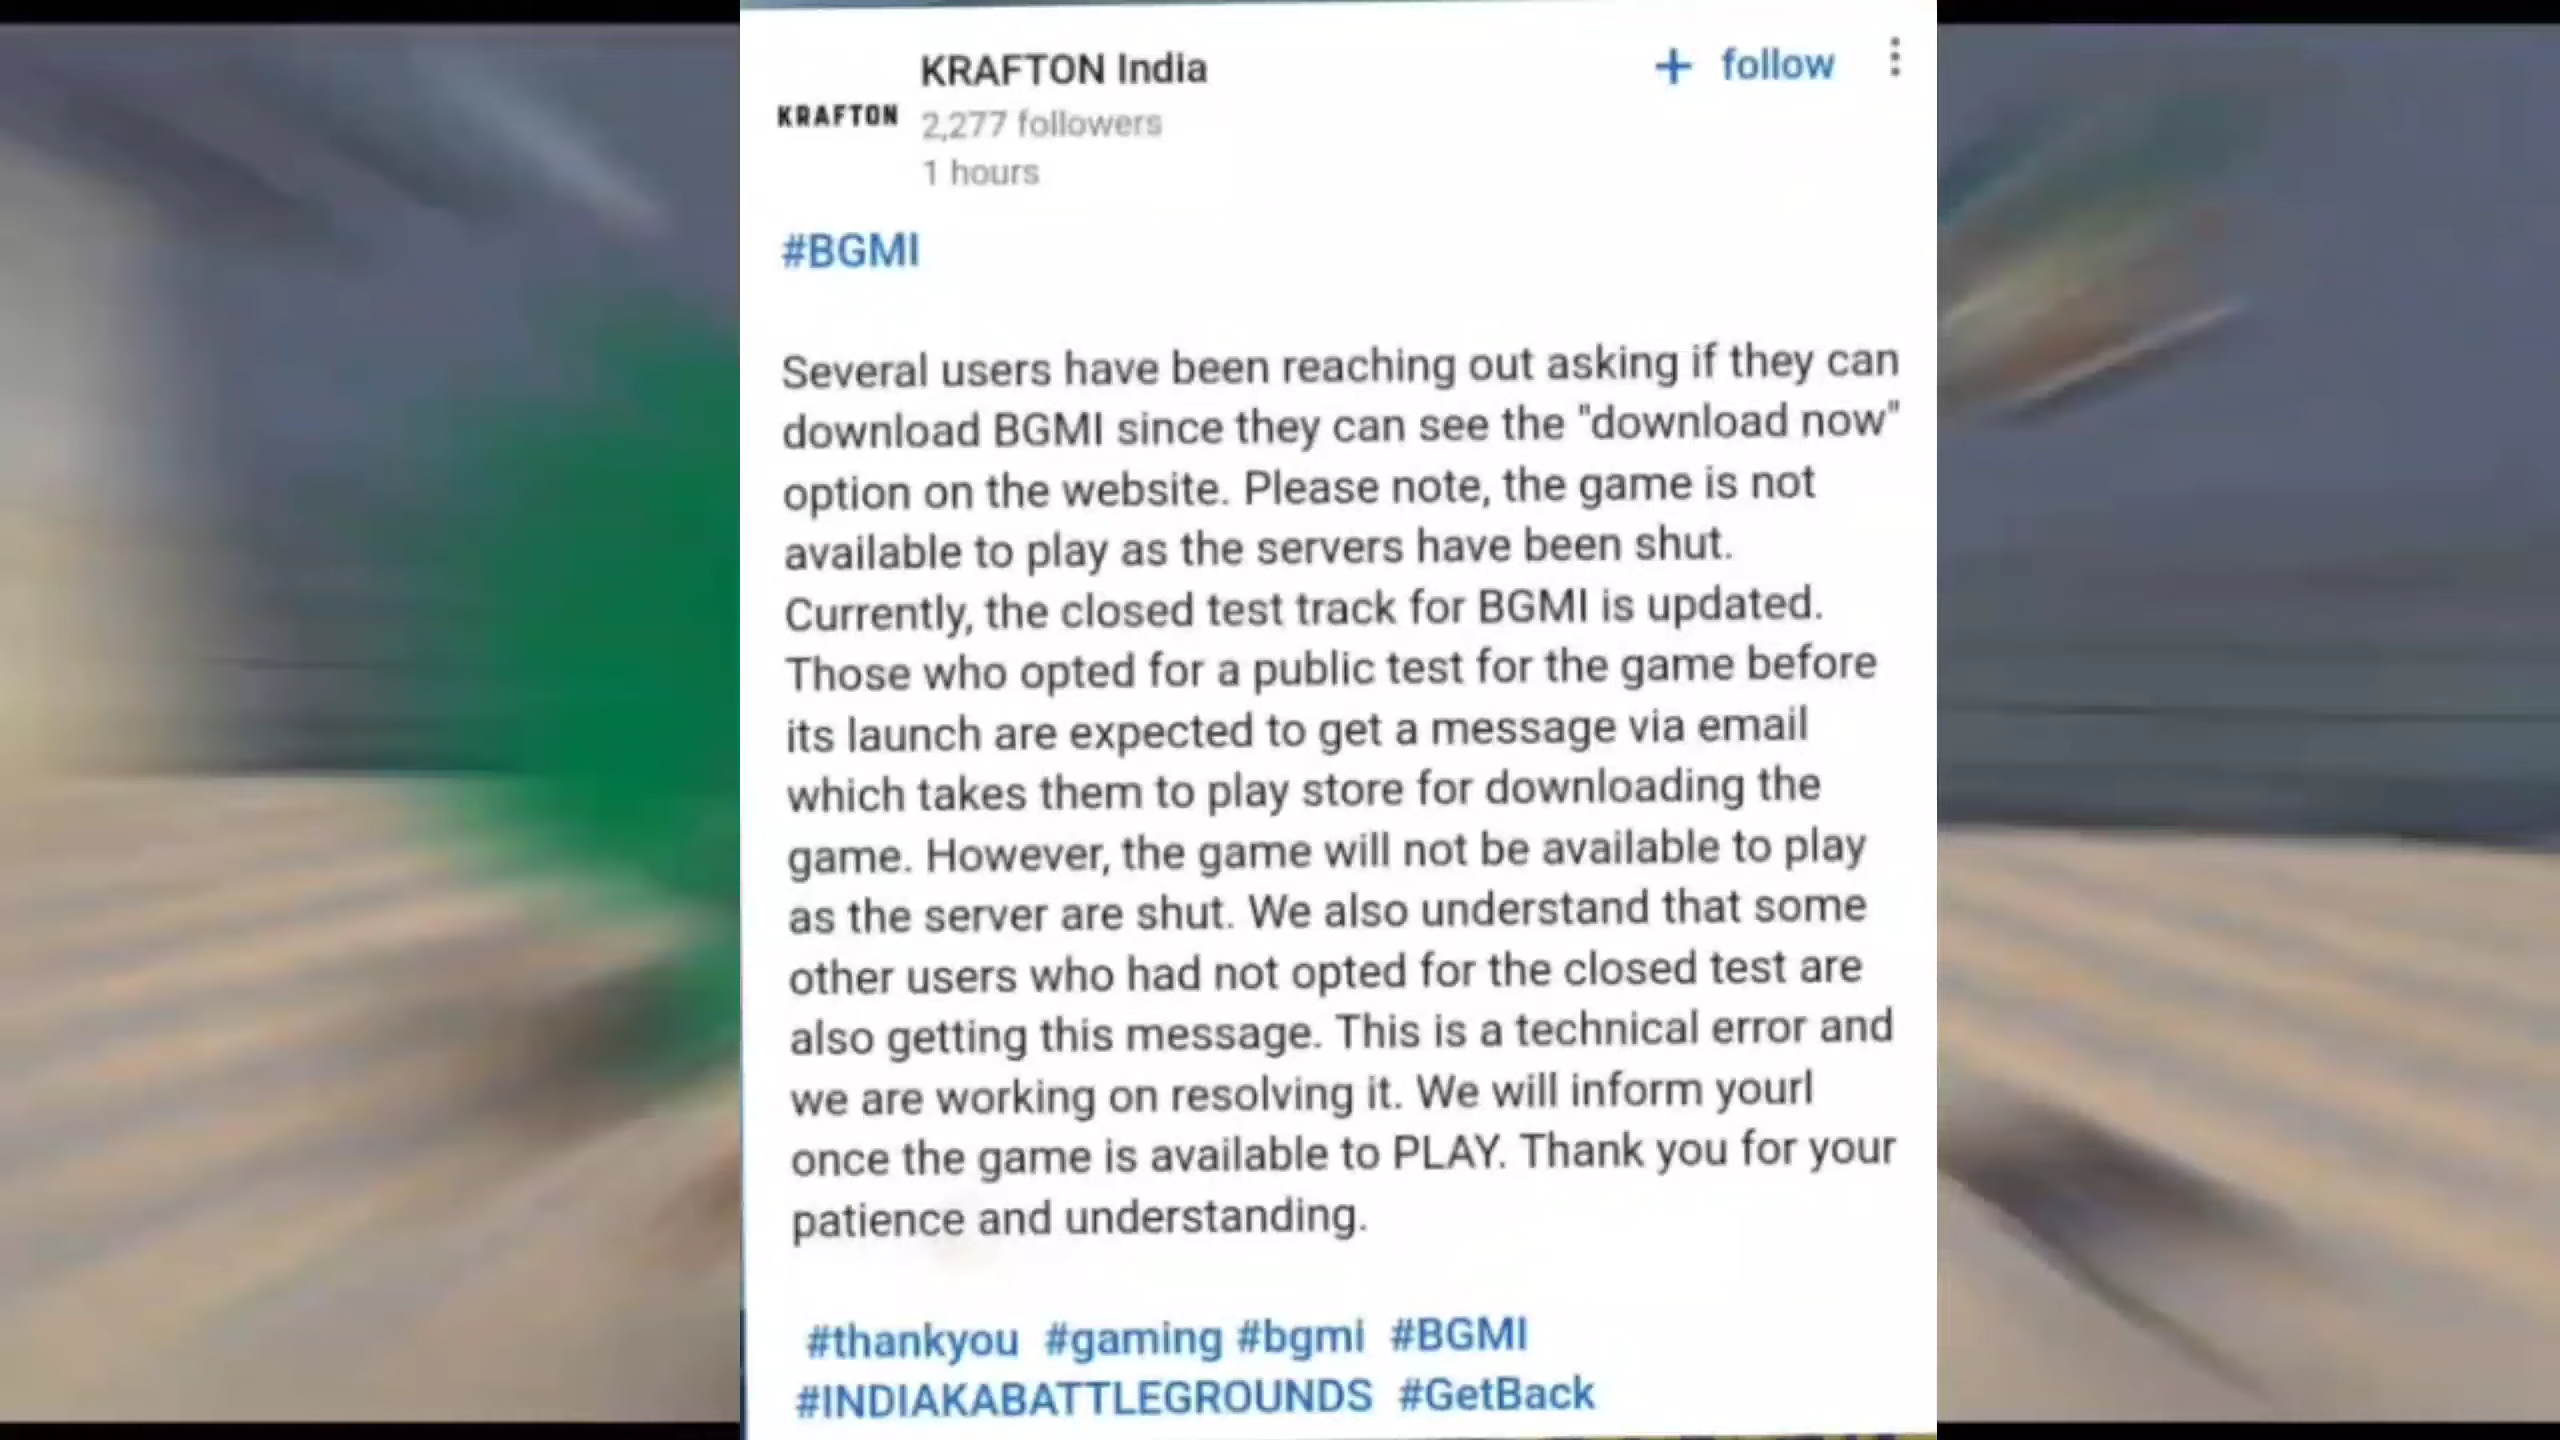 KRAFTON India
+ follow
KRAFTON
2,277 followers
1 hours
#BGMI
Several users have been reaching out asking if they can
download BGMI since they can see the "download now"
option on the website. Please note, the game is not
available to play as the servers have been shut.
Currently, the closed test track for BGMI is updated.
Those who opted for a public test for the game before
its launch are expected to get a message via email
which takes them to play store for downloading the
game. However, the game will not be available to play
as the server are shut. We also understand that some
other users who had not opted for the closed test are
also getting this message. This is a technical error and
we are working on resolving it. We will inform yourl
once the game is available to PLAY. Thank you for your
patience and understanding.
#thankyou #gaming #bgmi #BGMI
#INDIAKABATTLEGROUNDS #GetBack